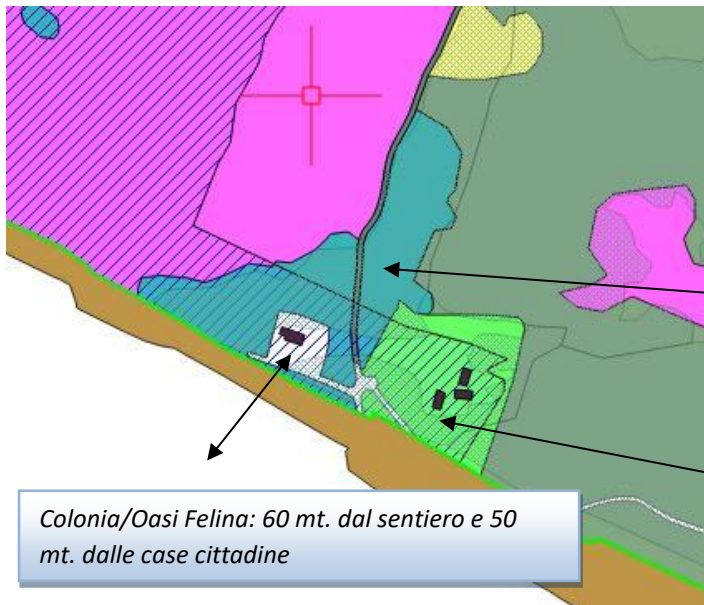 Colonia/Oasi Felina: 60 mt. dal sentiero e 50
mt. dalle case cittadine